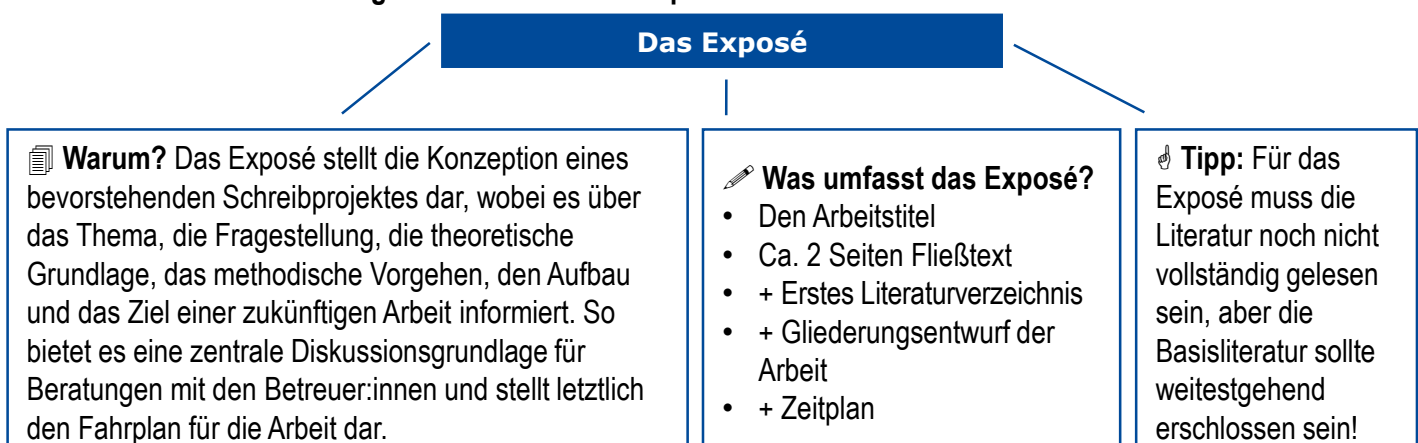 Das Exposé
Warum? Das Exposé stellt die Konzeption eines
bevorstehenden Schreibprojektes dar, wobei es über
das Thema, die Fragestellung, die theoretische
Grundlage, das methodische Vorgehen, den Aufbau
und das Ziel einer zukünftigen Arbeit informiert. So
bietet es eine zentrale Diskussionsgrundlage für
Beratungen mit den Betreuer:innen und stellt letztlich
den Fahrplan für die Arbeit dar.
Was umfasst das Exposé?
• Den Arbeitstitel
• Ca. 2 Seiten Fließtext
• + Erstes Literaturverzeichnis
• + Gliederungsentwurf der
Arbeit
• + Zeitplan
Tipp: Für das
Exposé muss die
Literatur noch nicht
vollständig gelesen
sein, aber die
Basisliteratur sollte
weitestgehend
erschlossen sein!